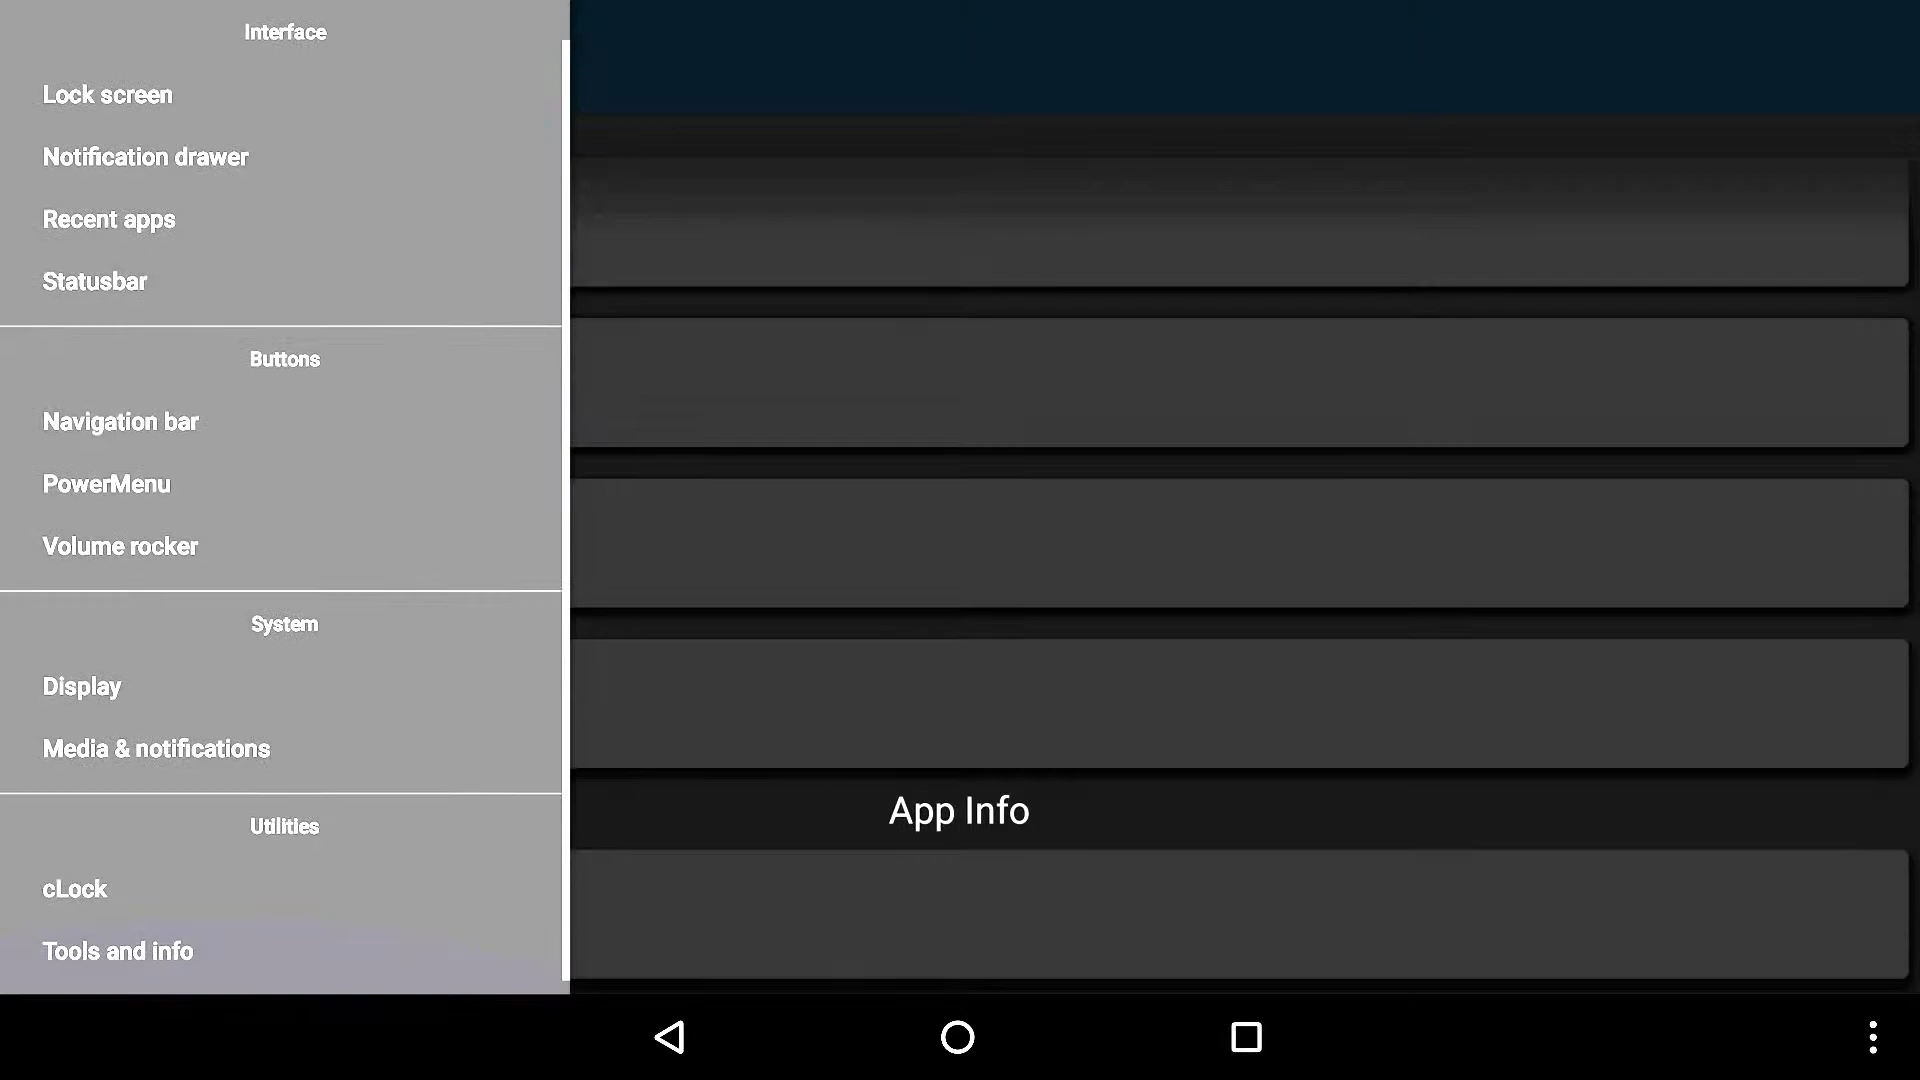 Interface
Lock screen
Notification drawer
Recent apps
Statusbar
Buttons
Navigation bar
PowerMenu
Volume rocker
System
Display
Media & notifications
Utilities
cLock
Tools and info
App Info